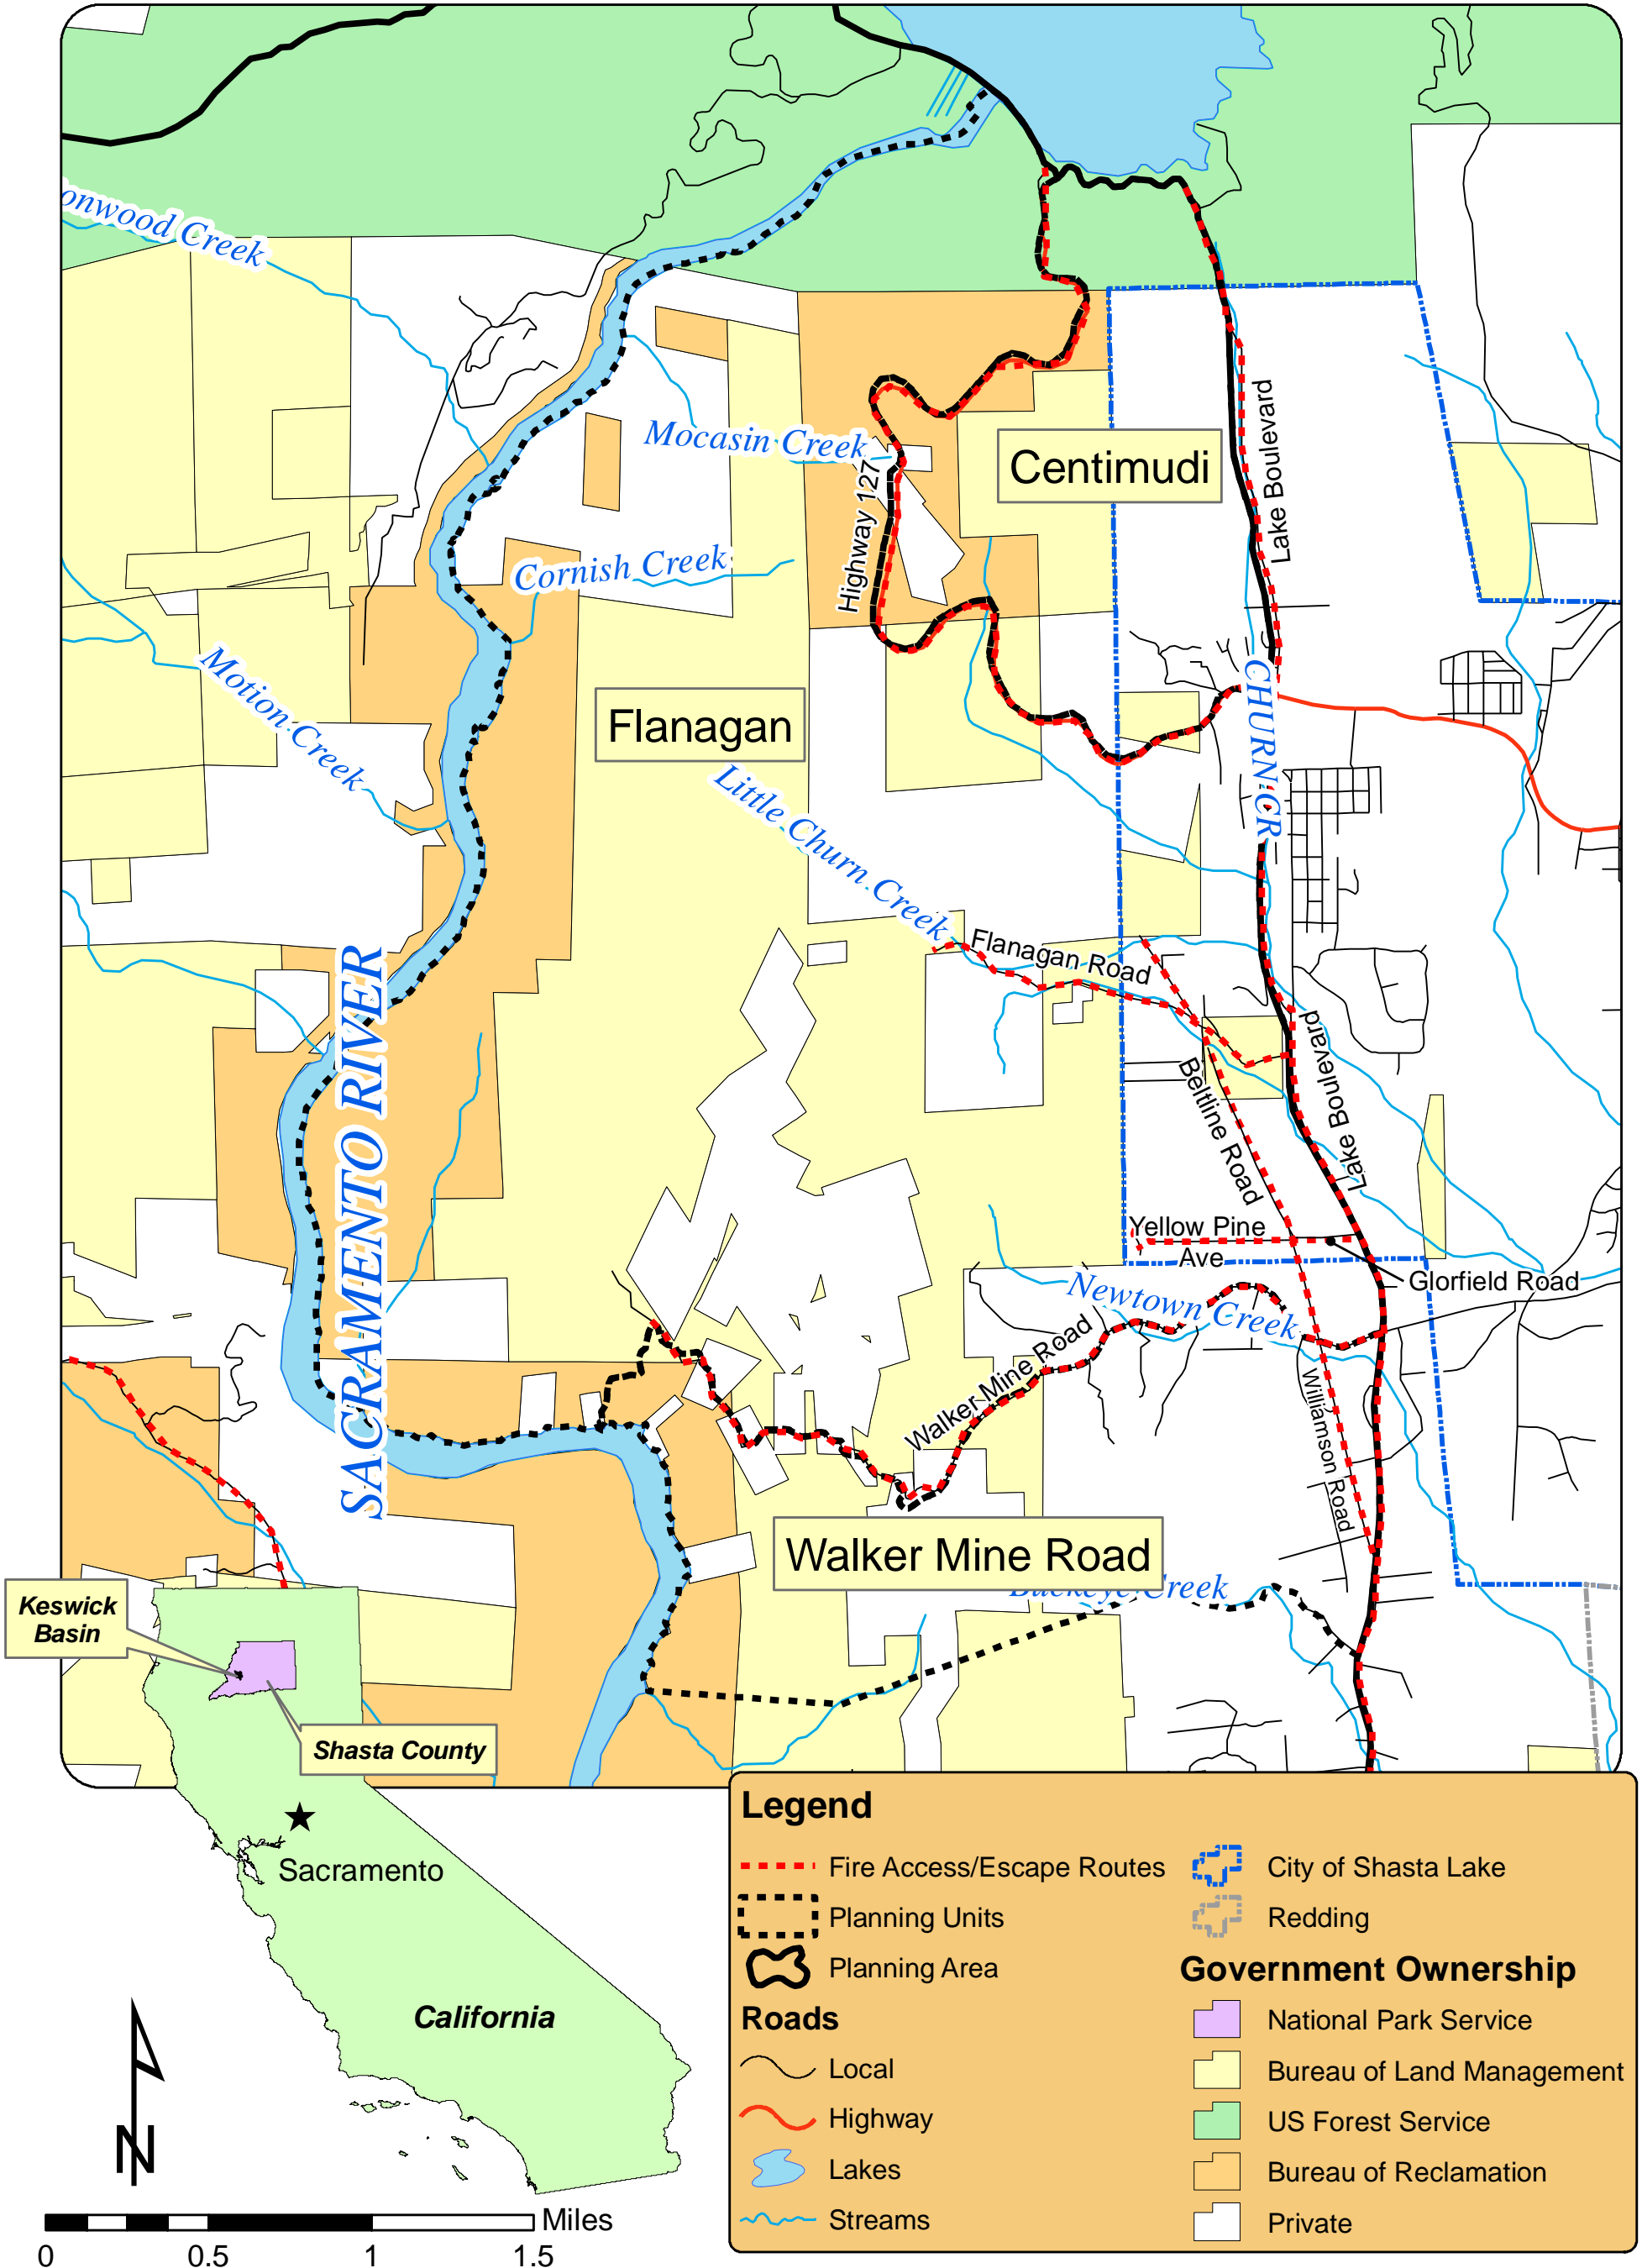 onwood Creek
Mocasin Creek
Centimudi
Lake Boulevard
Highway 127
Cornish Creek
Motion Creek
Flanagan
CHURN CR
Little Churn Creek
Flanagan Road
SACRAMENTO RIVER
Beltline Road
Lake Boulevard
Yellow Pine
Ave
Glorfield Road
Newtown Creek
Walker Mine Road
Williamson Road
Walker Mine Road
Buckeye Creek
Keswick
Basin
Shasta County
Sacramento
California
N
Miles
0 0.5 1 1.5
Legend
Fire Access/Escape Routes
Planning Units
Planning Area
Roads
Local
Highway
Lakes
Streams
City of Shasta Lake
Redding
Government Ownership
National Park Service
Bureau of Land Management
US Forest Service
Bureau of Reclamation
Private